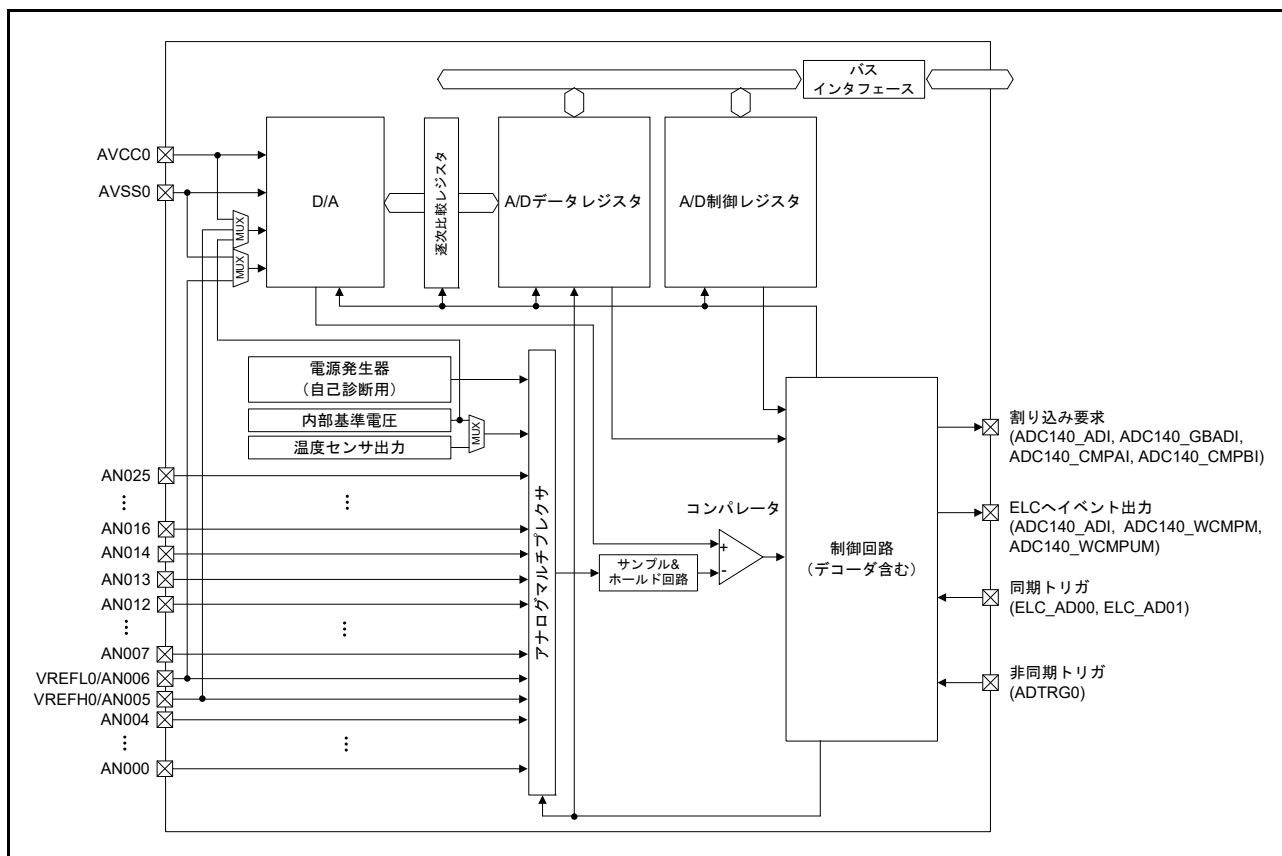 バス
インタフェース
AVCC0
AVSS0
MUX
MUX
D/A
逐次比較レジスタ
A/Dデータレジスタ
A/D制御レジスタ
電源発生器
（自己診断用）
内部基準電圧
温度センサ出力
MUX
アナログマルチプレクサ
AN025
⋮
⋮
AN016
AN014
AN013
AN012
⋮
⋮
AN007
VREFL0/AN006
VREFH0/AN005
AN004
⋮
⋮
AN000
サンプル&
ホールド回路
コンパレータ
+
-
制御回路
（デコーダ含む）
割り込み要求
(ADC140_ADI, ADC140_GBADI,
ADC140_CMPAI, ADC140_CMPBI)
ELCへイベント出力
(ADC140_ADI, ADC140_WCMPM,
ADC140_WCMPUM)
同期トリガ
(ELC_AD00, ELC_AD01)
非同期トリガ
(ADTRG0)